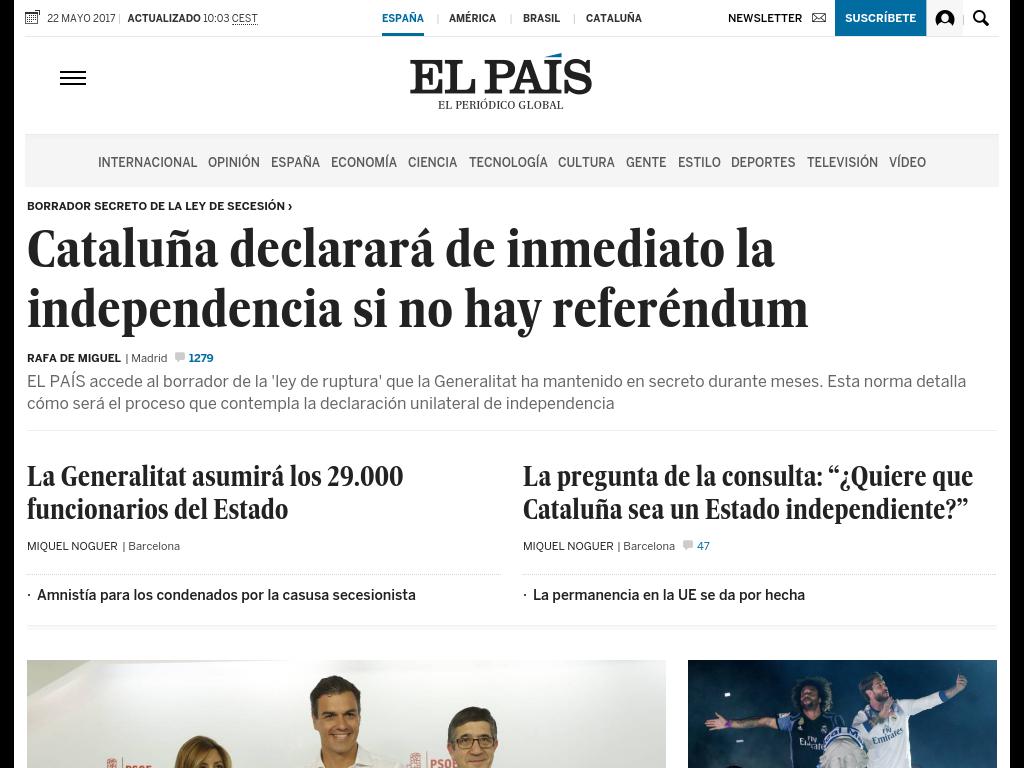 22 MAYO 2017 | ACTUALIZADO 10:03 CEST
ESPAÑA | AMÉRICA | BRASIL | CATALUÑA
NEWSLETTER SUSCRÍBETE
EL PAÍS
EL PERIÓDICO GLOBAL
INTERNACIONAL OPINIÓN ESPAÑA ECONOMÍA CIENCIA TECNOLOGÍA CULTURA GENTE ESTILO DEPORTES TELEVISIÓN VÍDEO
BORRADOR SECRETO DE LA LEY DE SECESIÓN ›
Cataluña declarará de inmediato la
independencia si no hay referéndum
RAFA DE MIGUEL | Madrid 1279
EL PAÍS accede al borrador de la 'ley de ruptura' que la Generalitat ha mantenido en secreto durante meses. Esta norma detalla
cómo será el proceso que contempla la declaración unilateral de independencia
La Generalitat asumirá los 29.000
funcionarios del Estado
MIQUEL NOGUER | Barcelona
· Amnistía para los condenados por la casusa secesionista
La pregunta de la consulta: “¿Quiere que
Cataluña sea un Estado independiente?”
MIQUEL NOGUER | Barcelona 47
· La permanencia en la UE se da por hecha
PSOE
PSOE
Fly
Emirates
Fly
Emirates